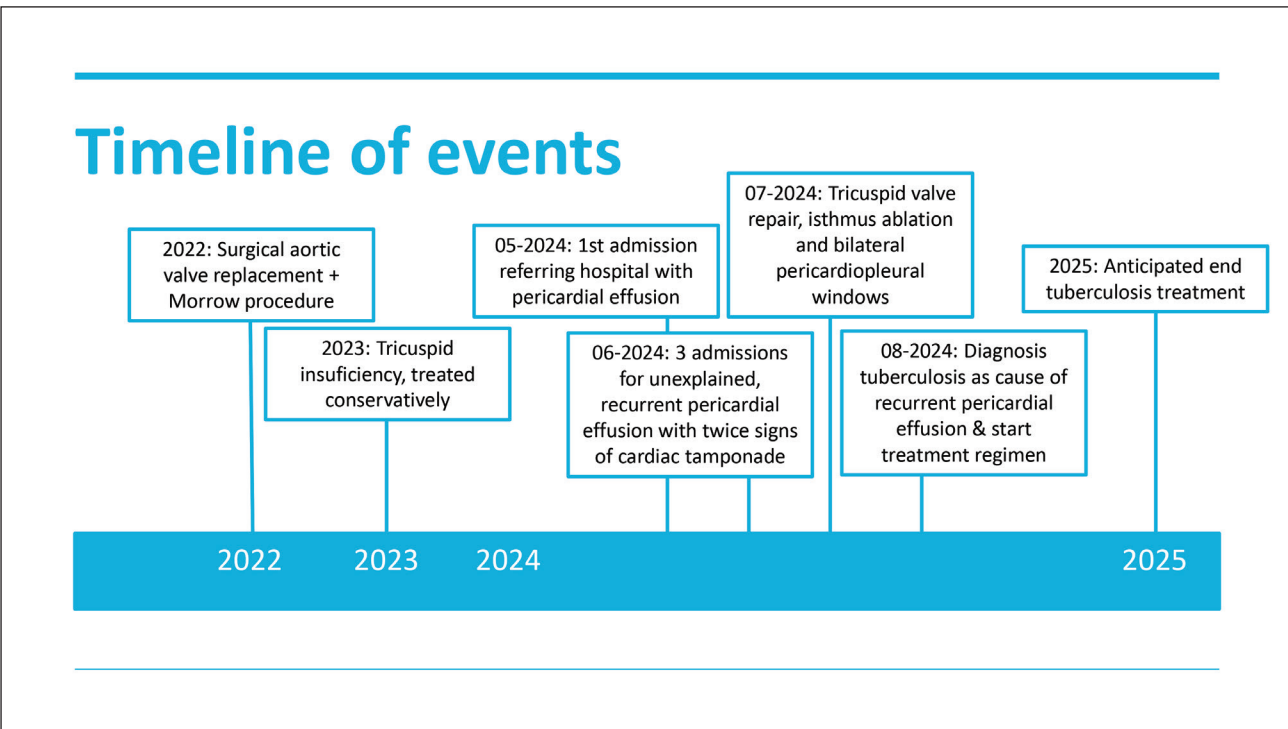 Timeline of events
2022: Surgical aortic
valve replacement +
Morrow procedure
2023: Tricuspid
insuficiency, treated
conservatively
05-2024: 1st admission
referring hospital with
pericardial effusion
06-2024: 3 admissions
for unexplained,
recurrent pericardial
effusion with twice signs
of cardiac tamponade
07-2024: Tricuspid valve
repair, isthmus ablation
and bilateral
pericardiopleural
windows
08-2024: Diagnosis
tuberculosis as cause of
recurrent pericardial
effusion & start
treatment regimen
2025: Anticipated end
tuberculosis treatment
2022
2023
2024
2025